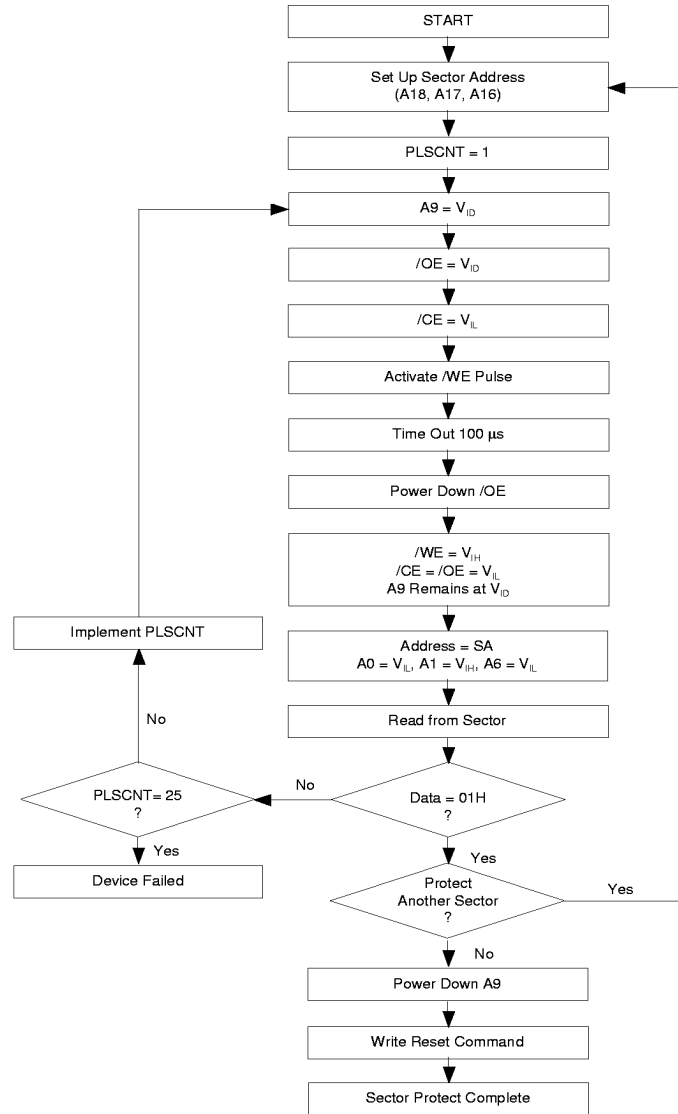 START
Set Up Sector Address
(A18, A17, A16)
PLSCNT = 1
A9 = VID
/OE = VID
/CE = VIL
Activate /WE Pulse
Time Out 100 µs
Power Down /OE
/WE = VIH
/CE = /OE = VIL
A9 Remains at VID
Implement PLSCNT
Address = SA
A0 = VIL, A1 = VIH, A6 = VIL
No
Read from Sector
PLSCNT= 25
?
No
Data = 01H
?
Yes
Device Failed
Yes
Protect
Another Sector
?
Yes
No
Power Down A9
Write Reset Command
Sector Protect Complete